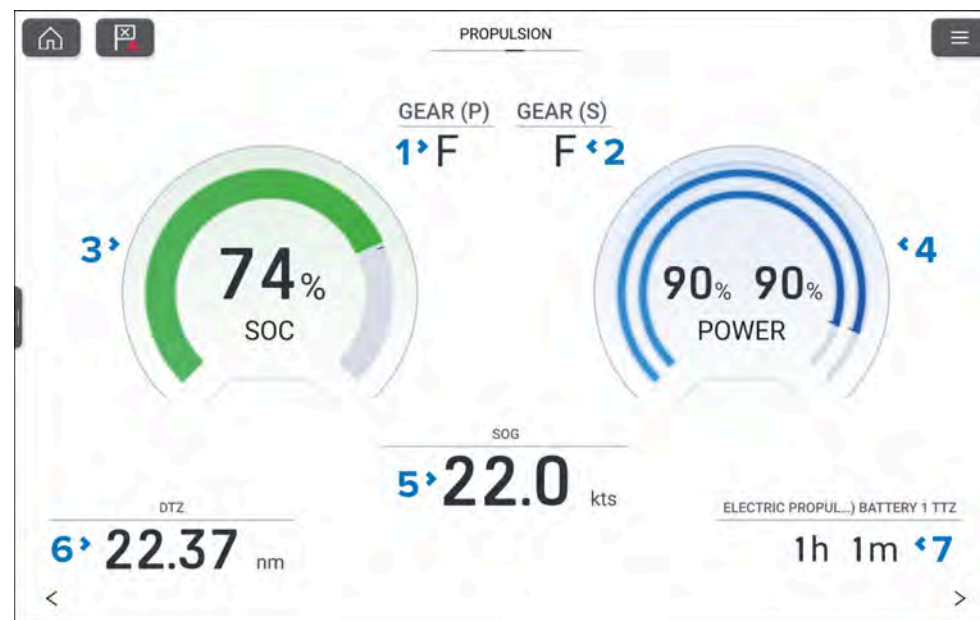 PROPULSION
GEAR (P) GEAR (S)
1 F F 2
3 74% 90% 90% 4
SOC POWER
SOG
5 22.0 kts
DTZ ELECTRIC PROPUL...) BATTERY 1 TTZ
6 22.37 nm 1h 1m 7